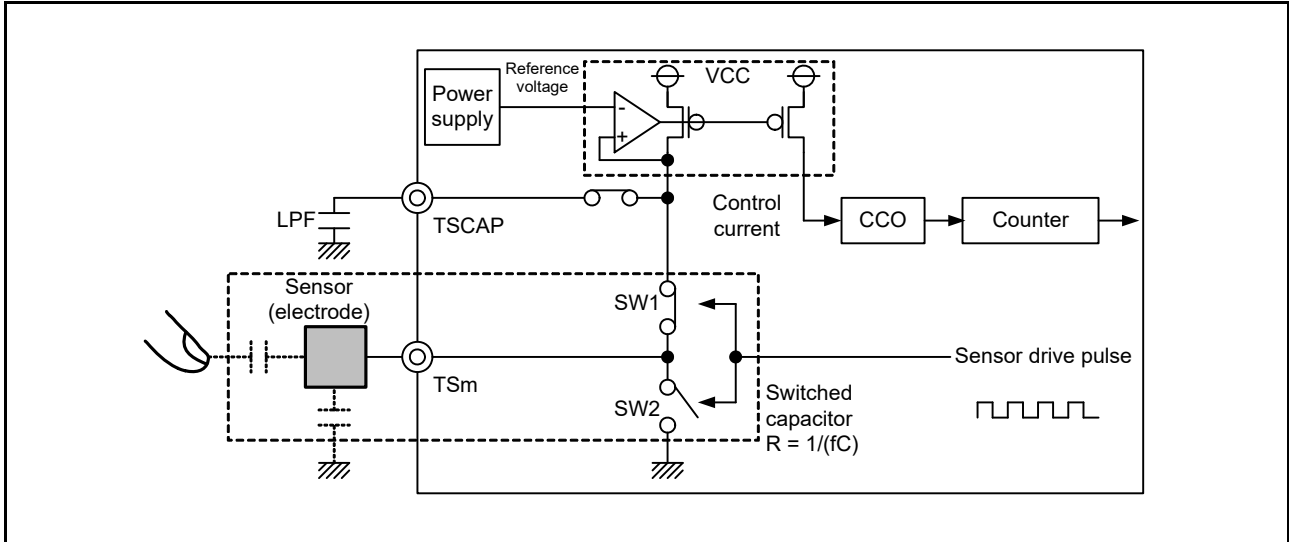 Reference
voltage
VCC
Power
supply
-
+
LPF
TSCAP
Control
current
CCO
Counter
Sensor
(electrode)
SW1
TSm
Sensor drive pulse
SW2
Switched
capacitor
R = 1/(fC)